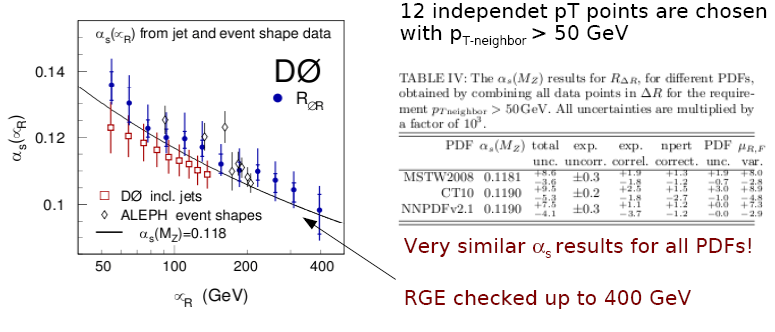 12 independet pT points are chosen
with pT-neighbor > 50 GeV
αs(∝R) from jet and event shape data
DØ
R∅R
0.14
0.12
0.1
αs(∝R)
DØ incl. jets
ALEPH event shapes
αs(MZ)=0.118
50
100
200
400
∝R (GeV)
TABLE IV: The αs(MZ) results for RΔR, for different PDFs,
obtained by combining all data points in ΔR for the require-
ment pTneighbor > 50GeV. All uncertainties are multiplied by
a factor of 10³.
PDF αs(MZ) total exp. exp. npert PDF μR,F
unc. uncorr. correl. correct. unc. var.
MSTW2008 0.1181 +8.6 −3.6 ±0.3 +1.9 −1.8 +1.3 −1.2 +1.9 −0.7 +8.0 −2.8
CT10 0.1190 +9.5 −5.3 ±0.2 +2.5 −1.8 +1.5 −2.7 +3.0 −1.0 +8.9 −4.8
NNPDFv2.1 0.1190 +7.5 −4.1 ±0.3 +1.1 −3.7 +1.2 −1.2 +0.0 −0.0 +7.3 −2.9
Very similar αs results for all PDFs!
RGE checked up to 400 GeV